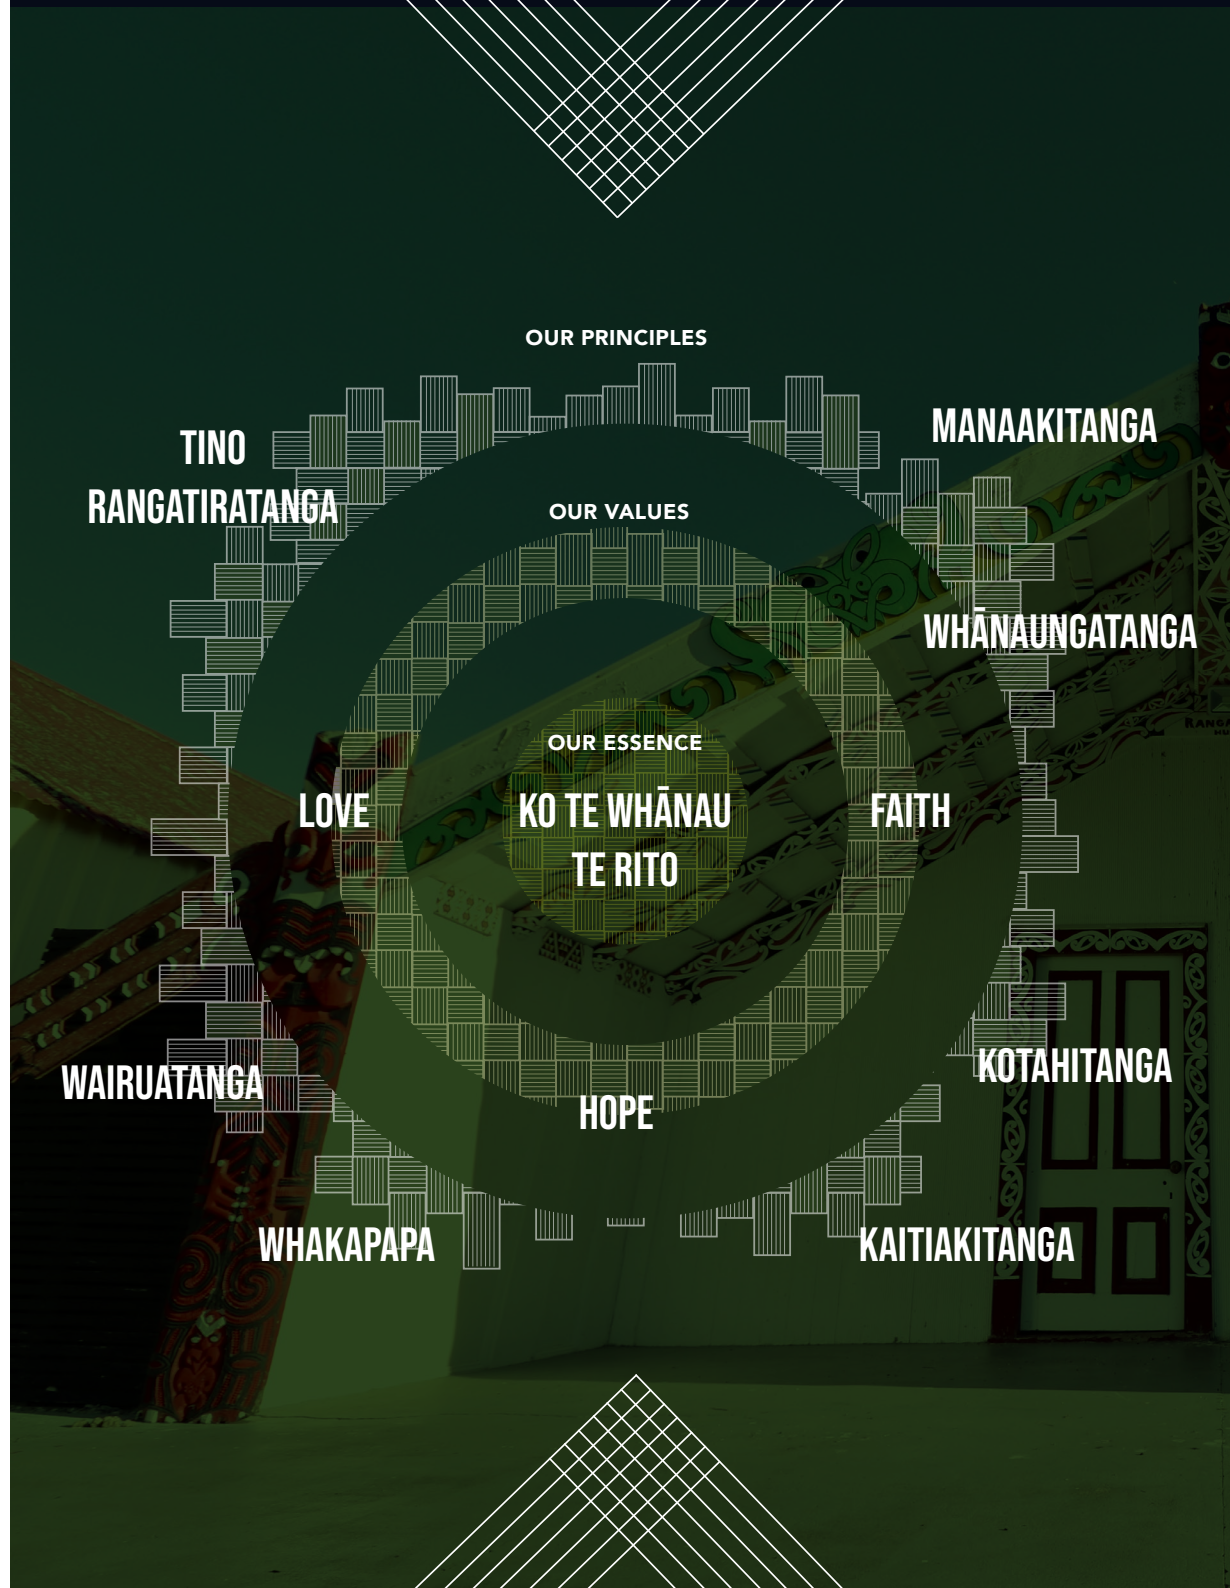 OUR PRINCIPLES
TINO
RANGATIRATANGA
MANAAKITANGA
OUR VALUES
WHĀNAUNGATANGA
OUR ESSENCE
LOVE
KO TE WHĀNAU
TE RITO
FAITH
WAIRUATANGA
KOTAHITANGA
HOPE
WHAKAPAPA
KAITIAKITANGA